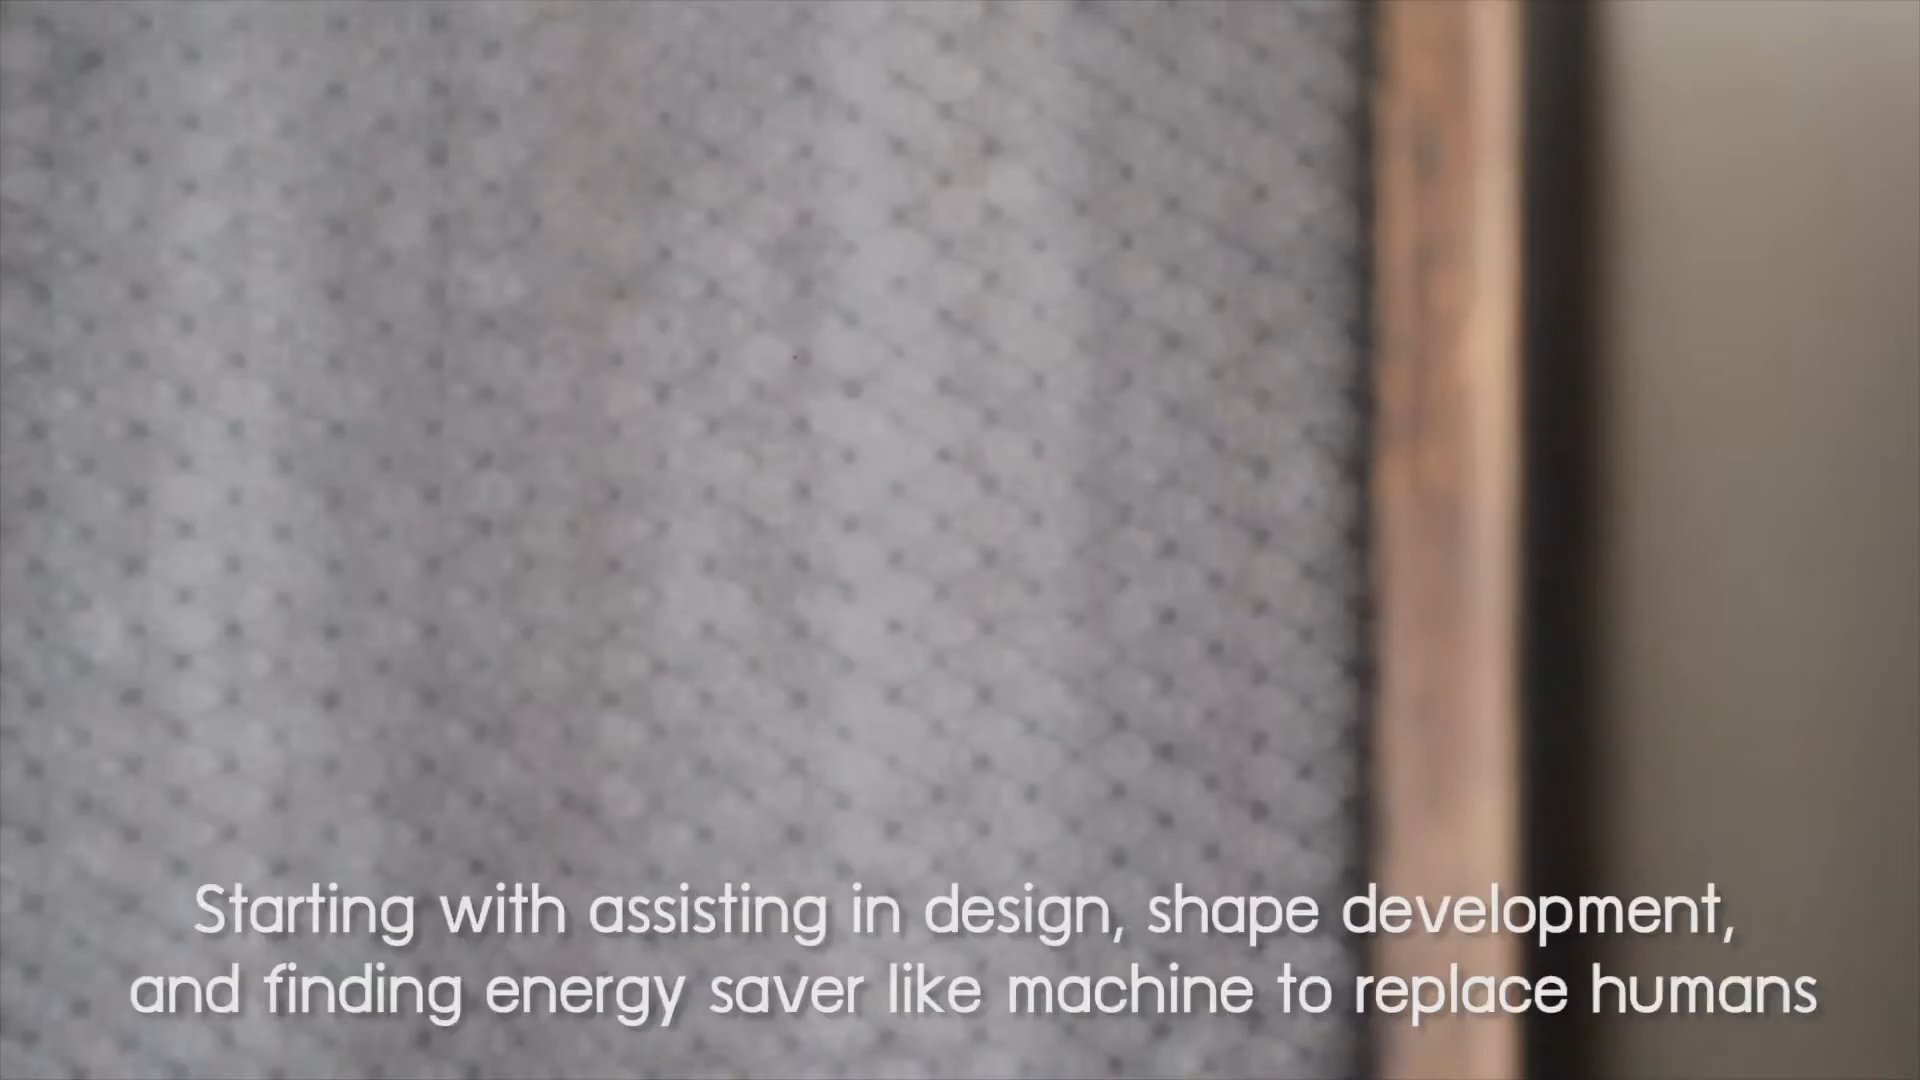 Starting with assisting in design, shape development,
and finding energy saver like machine to replace humans